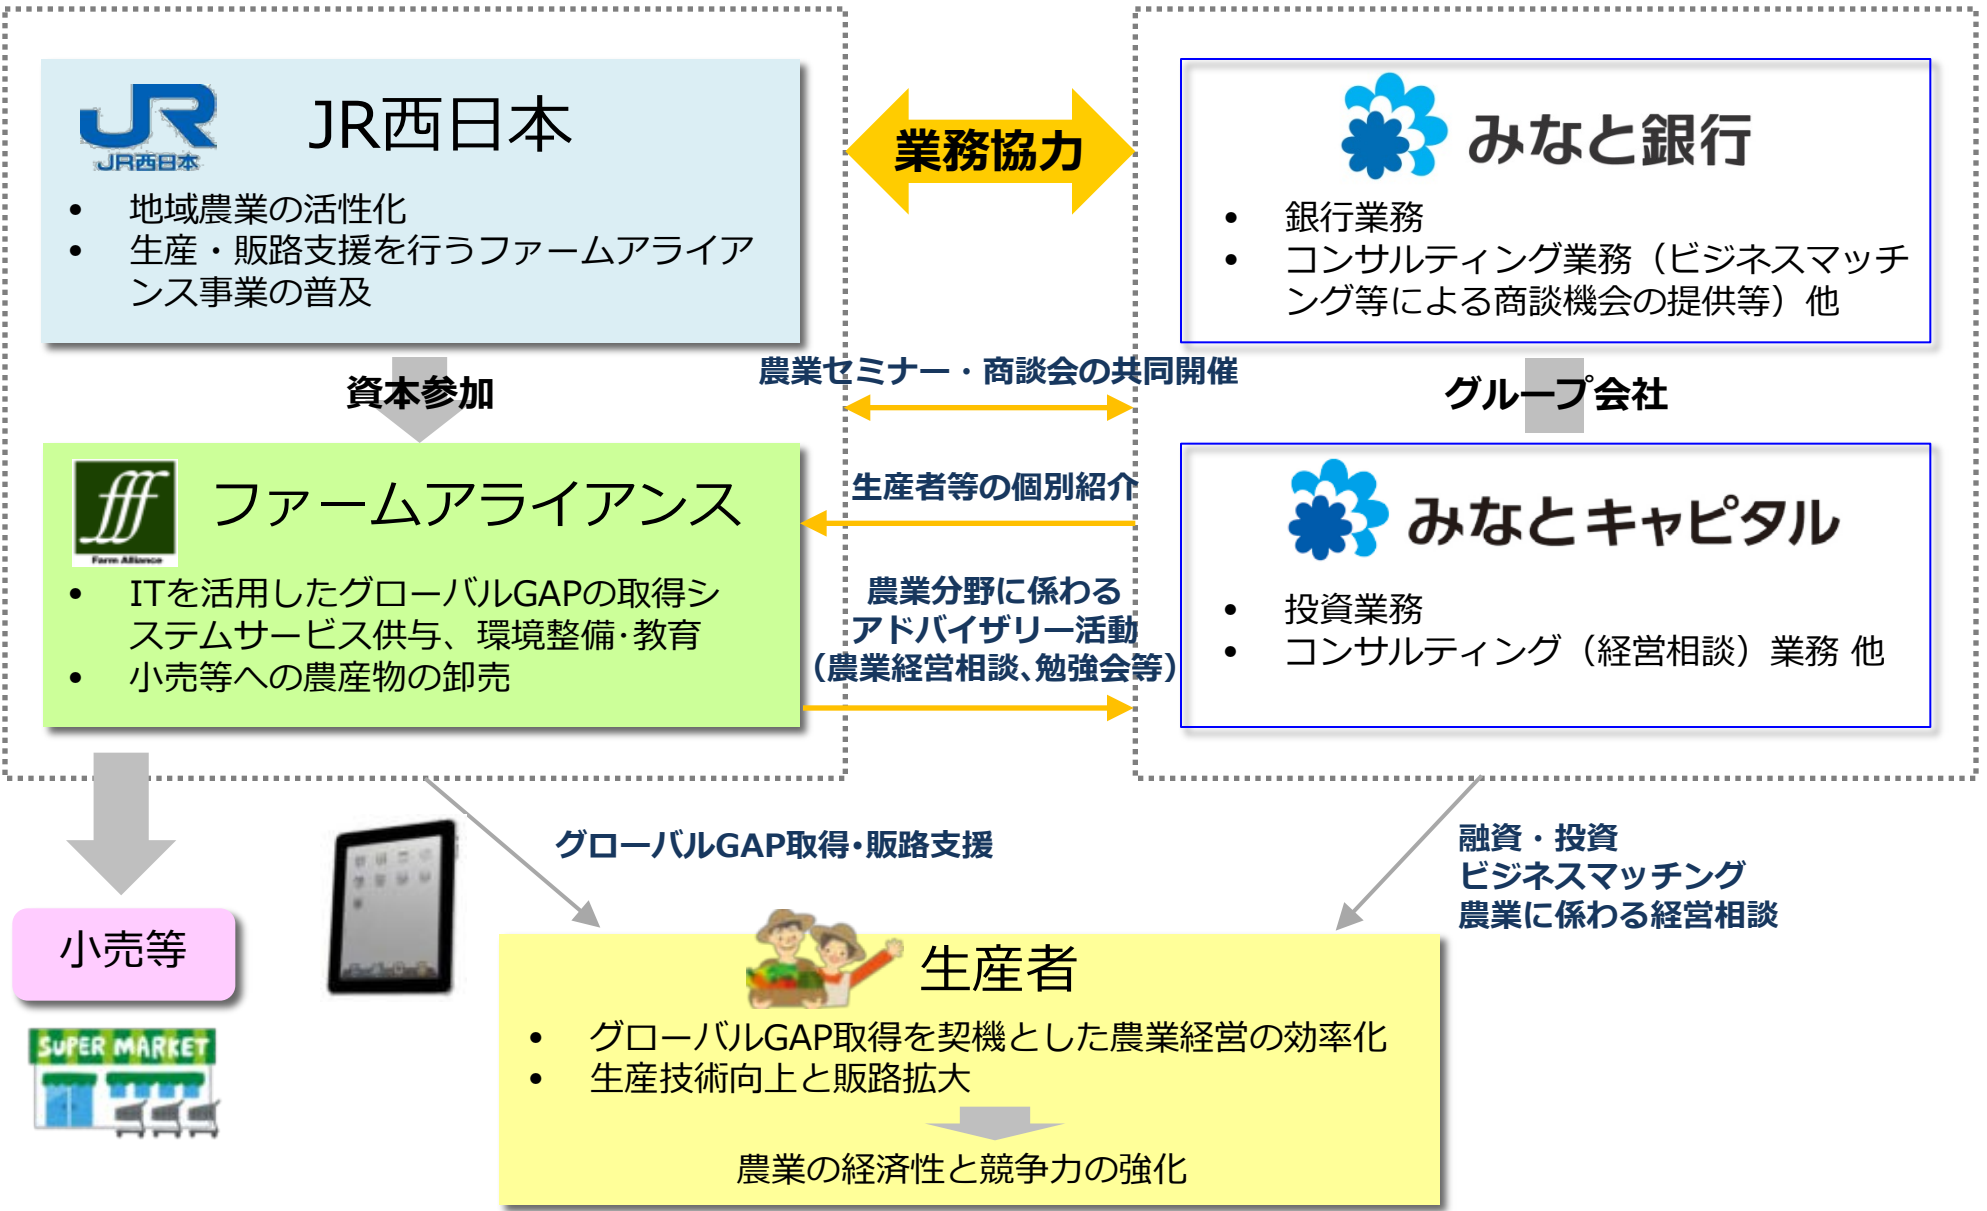 JR
JR西日本
JR西日本
• 地域農業の活性化
• 生産・販路支援を行うファームアライア
ンス事業の普及
業務協力
みなと銀行
• 銀行業務
• コンサルティング業務（ビジネスマッチ
ング等による商談機会の提供等）他
資本参加
農業セミナー・商談会の共同開催
グループ会社
fff
Farm Alliance
ファームアライアンス
• ITを活用したグローバルGAPの取得シ
ステムサービス供与、環境整備･教育
• 小売等への農産物の卸売
生産者等の個別紹介
農業分野に係わる
アドバイザリー活動
（農業経営相談､勉強会等）
みなとキャピタル
• 投資業務
• コンサルティング（経営相談）業務 他
グローバルGAP取得･販路支援
融資・投資
ビジネスマッチング
農業に係わる経営相談
小売等
SUPER MARKET
生産者
• グローバルGAP取得を契機とした農業経営の効率化
• 生産技術向上と販路拡大
農業の経済性と競争力の強化